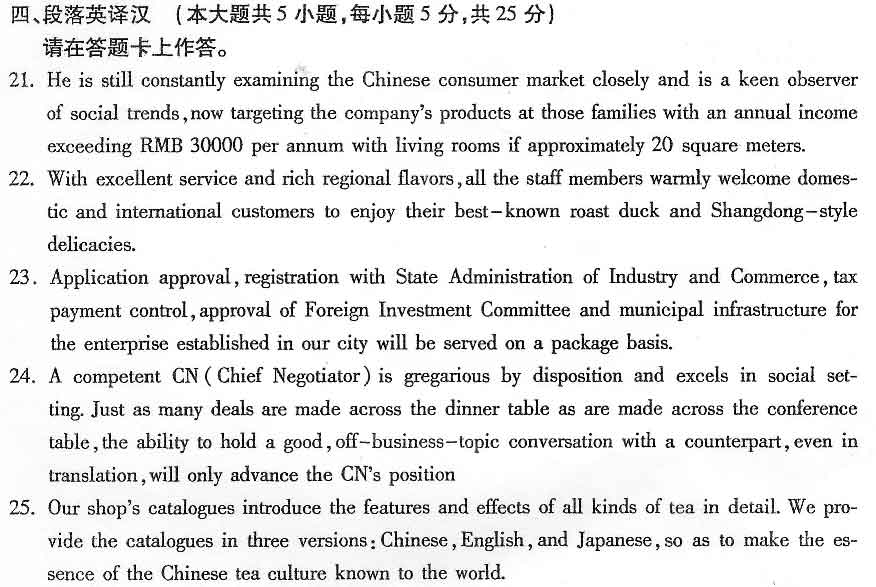 四、段落英译汉 (本大题共 5 小题,每小题 5 分,共 25 分)
请在答题卡上作答。
21. He is still constantly examining the Chinese consumer market closely and is a keen observer
of social trends,now targeting the company's products at those families with an annual income
exceeding RMB 30000 per annum with living rooms if approximately 20 square meters.
22. With excellent service and rich regional flavors,all the staff members warmly welcome domes-
tic and international customers to enjoy their best-known roast duck and Shangdong-style
delicacies.
23. Application approval,registration with State Administration of Industry and Commerce,tax
payment control,approval of Foreign Investment Committee and municipal infrastructure for
the enterprise established in our city will be served on a package basis.
24. A competent CN(Chief Negotiator)is gregarious by disposition and excels in social set-
ting. Just as many deals are made across the dinner table as are made across the conference
table,the ability to hold a good,off-business-topic conversation with a counterpart,even in
translation,will only advance the CN's position
25. Our shop's catalogues introduce the features and effects of all kinds of tea in detail. We pro-
vide the catalogues in three versions:Chinese,English,and Japanese,so as to make the es-
sence of the Chinese tea culture known to the world.